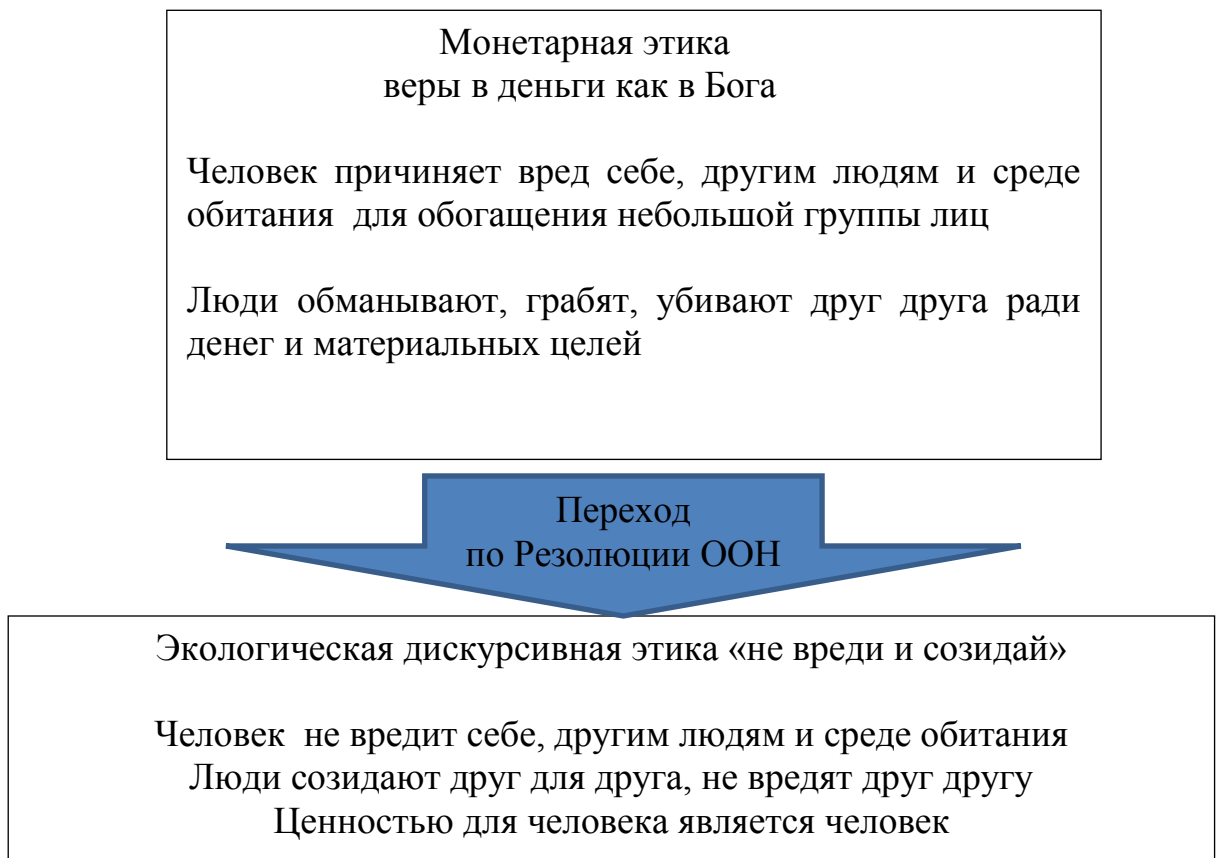 Монетарная этика
веры в деньги как в Бога
Человек причиняет вред себе, другим людям и среде
обитания для обогащения небольшой группы лиц
Люди обманывают, грабят, убивают друг друга ради
денег и материальных целей
Переход
по Резолюции ООН
Экологическая дискурсивная этика «не вреди и созидай»
Человек не вредит себе, другим людям и среде обитания
Люди созидают друг для друга, не вредят друг другу
Ценностью для человека является человек